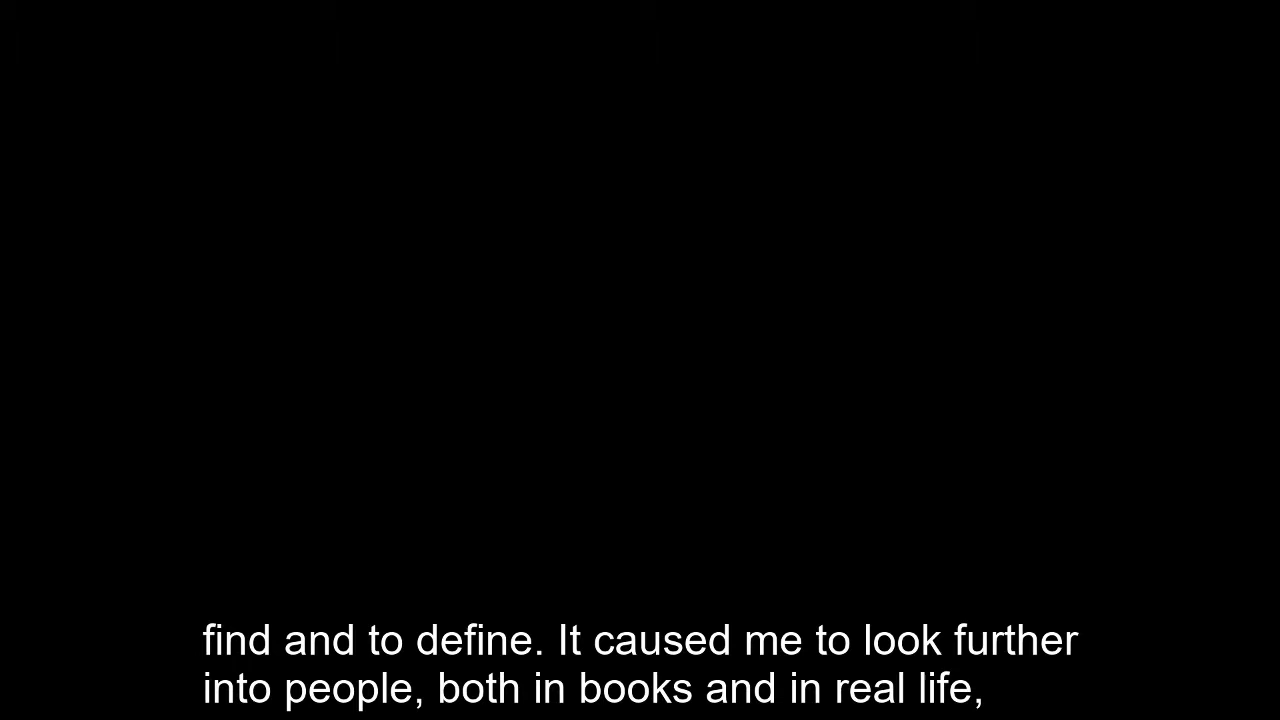 find and to define. It caused me to look further
into people, both in books and in real life,